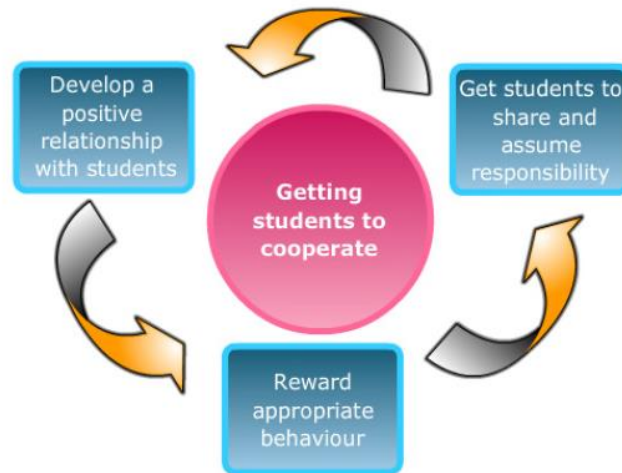 Develop a
positive
relationship
with students
Get students to
share and
assume
responsibility
Getting
students to
cooperate
Reward
appropriate
behaviour